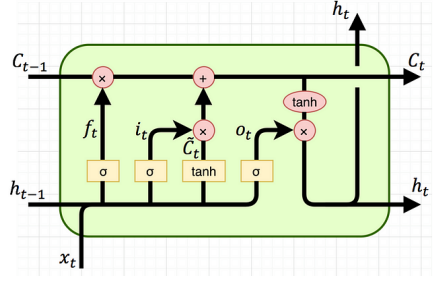 h_t
C_{t-1}
×
+
C_t
tanh
f_t
i_t
×
o_t
×
C̃_t
σ
σ
tanh
σ
h_{t-1}
h_t
x_t